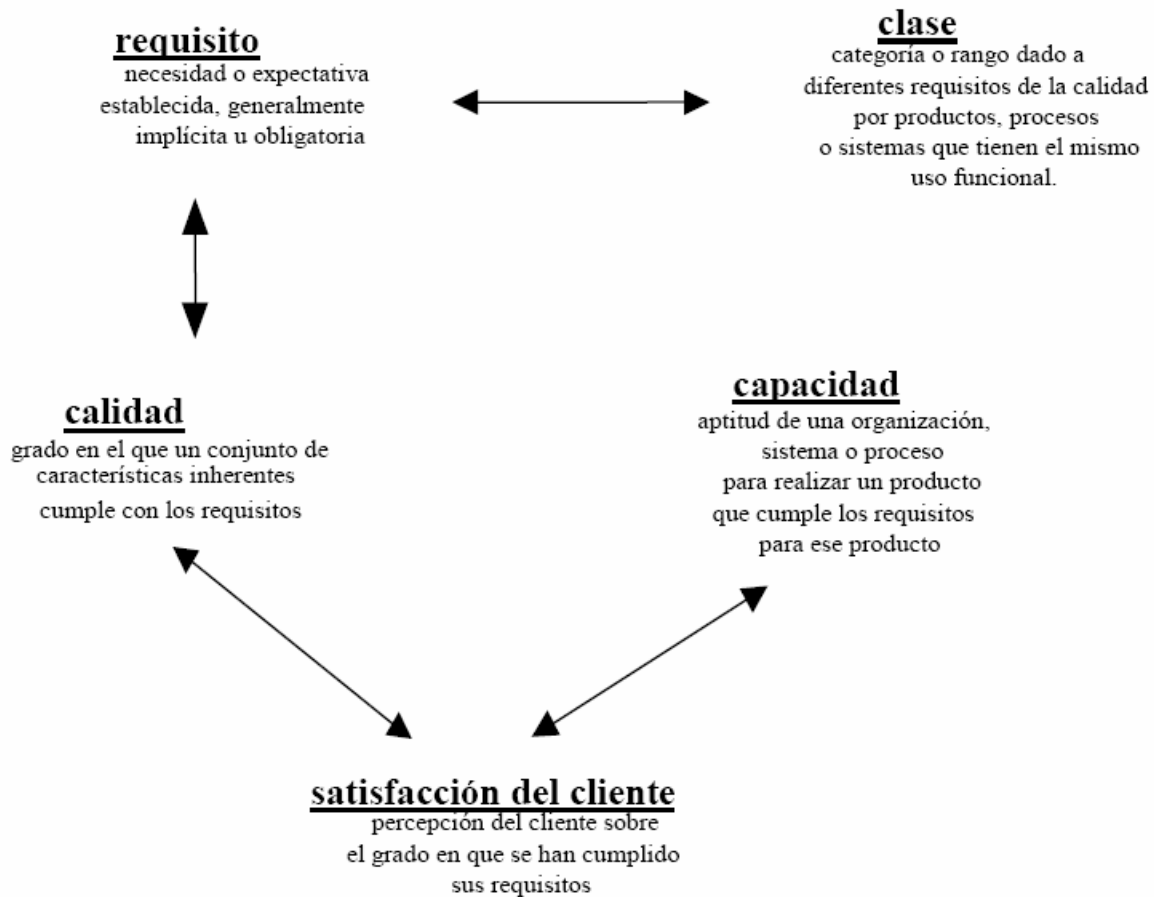 requisito
necesidad o expectativa
establecida, generalmente
implícita u obligatoria
clase
categoría o rango dado a
diferentes requisitos de la calidad
por productos, procesos
o sistemas que tienen el mismo
uso funcional.
calidad
grado en el que un conjunto de
características inherentes
cumple con los requisitos
capacidad
aptitud de una organización,
sistema o proceso
para realizar un producto
que cumple los requisitos
para ese producto
satisfacción del cliente
percepción del cliente sobre
el grado en que se han cumplido
sus requisitos